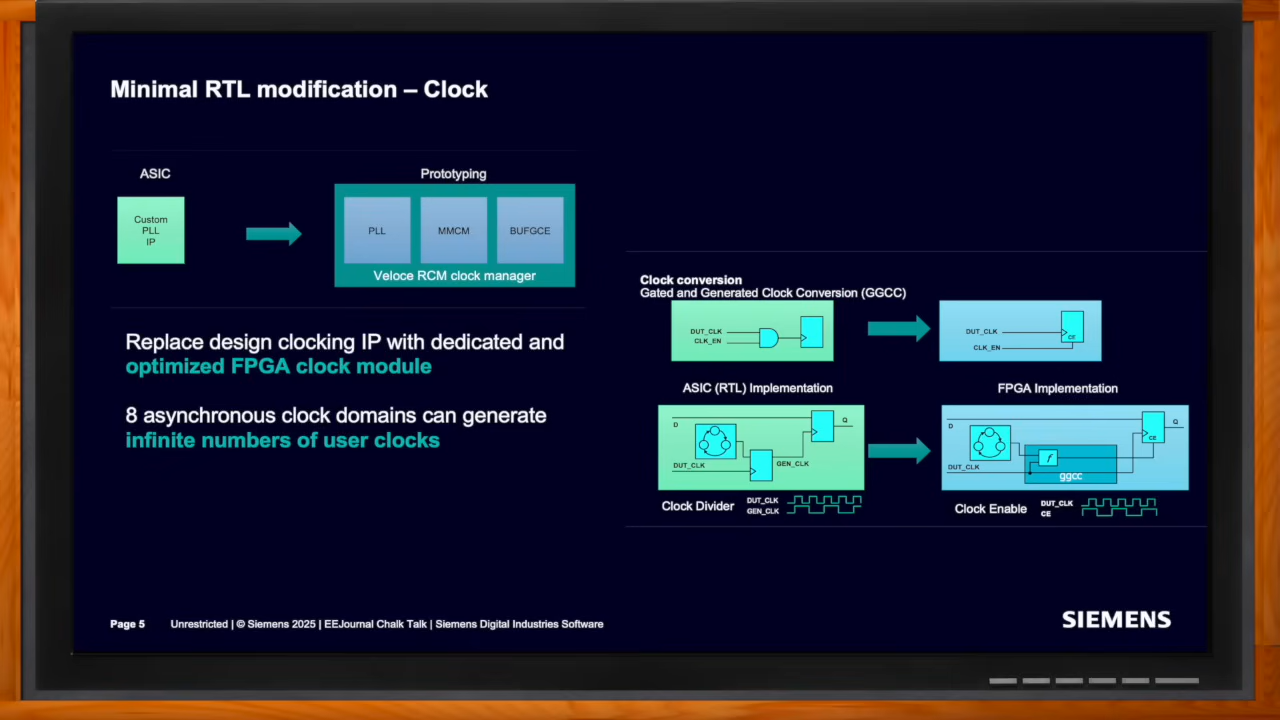 Minimal RTL modification – Clock
ASIC
Custom
PLL
IP
Prototyping
PLL
MMCM
BUFGCE
Veloce RCM clock manager
Replace design clocking IP with dedicated and
optimized FPGA clock module
8 asynchronous clock domains can generate
infinite numbers of user clocks
Clock conversion
Gated and Generated Clock Conversion (GGCC)
DUT_CLK
CLK_EN
DUT_CLK
CLK_EN
CE
ASIC (RTL) Implementation
FPGA Implementation
D
Q
DUT_CLK
GEN_CLK
D
Q
CE
DUT_CLK
f
ggcc
Clock Divider
DUT_CLK
GEN_CLK
Clock Enable
DUT_CLK
CE
Page 5
Unrestricted | © Siemens 2025 | EEJournal Chalk Talk | Siemens Digital Industries Software
SIEMENS